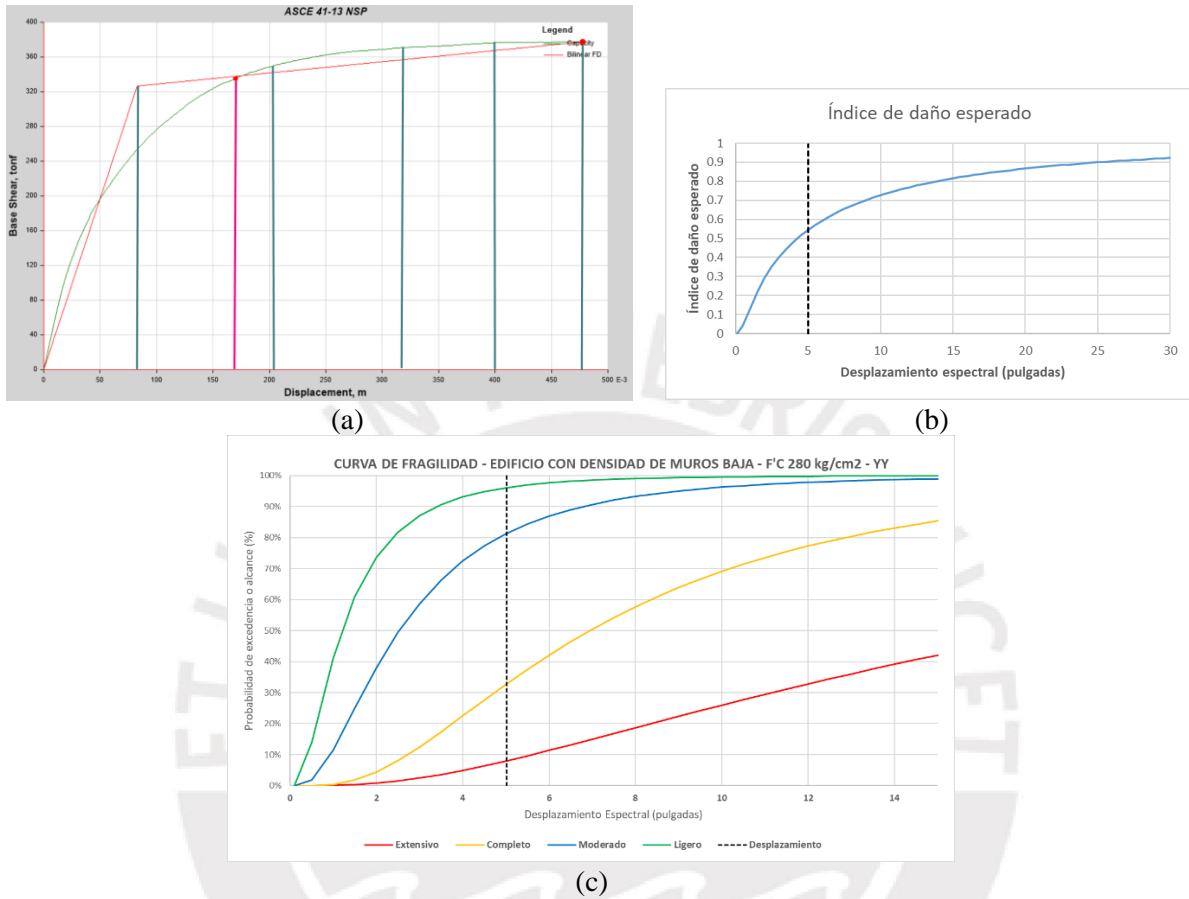 ASCE 41-13 NSP
Legend
Capacity
Bilinear FD
400
360
320
280
240
200
160
120
80
40
0
Base Shear, tonf
0 50 100 150 200 250 300 350 400 450 500 E-3
Displacement, m
(a)
Índice de daño esperado
1
0.9
0.8
0.7
0.6
0.5
0.4
0.3
0.2
0.1
0
Índice de daño esperado
0 5 10 15 20 25 30
Desplazamiento espectral (pulgadas)
(b)
CURVA DE FRAGILIDAD - EDIFICIO CON DENSIDAD DE MUROS BAJA - F'C 280 kg/cm2 - YY
100%
90%
80%
70%
60%
50%
40%
30%
20%
10%
0%
Probabilidad de excedencia o alcance (%)
0 2 4 6 8 10 12 14
Desplazamiento Espectral (pulgadas)
Extensivo Completo Moderado Ligero Desplazamiento
(c)